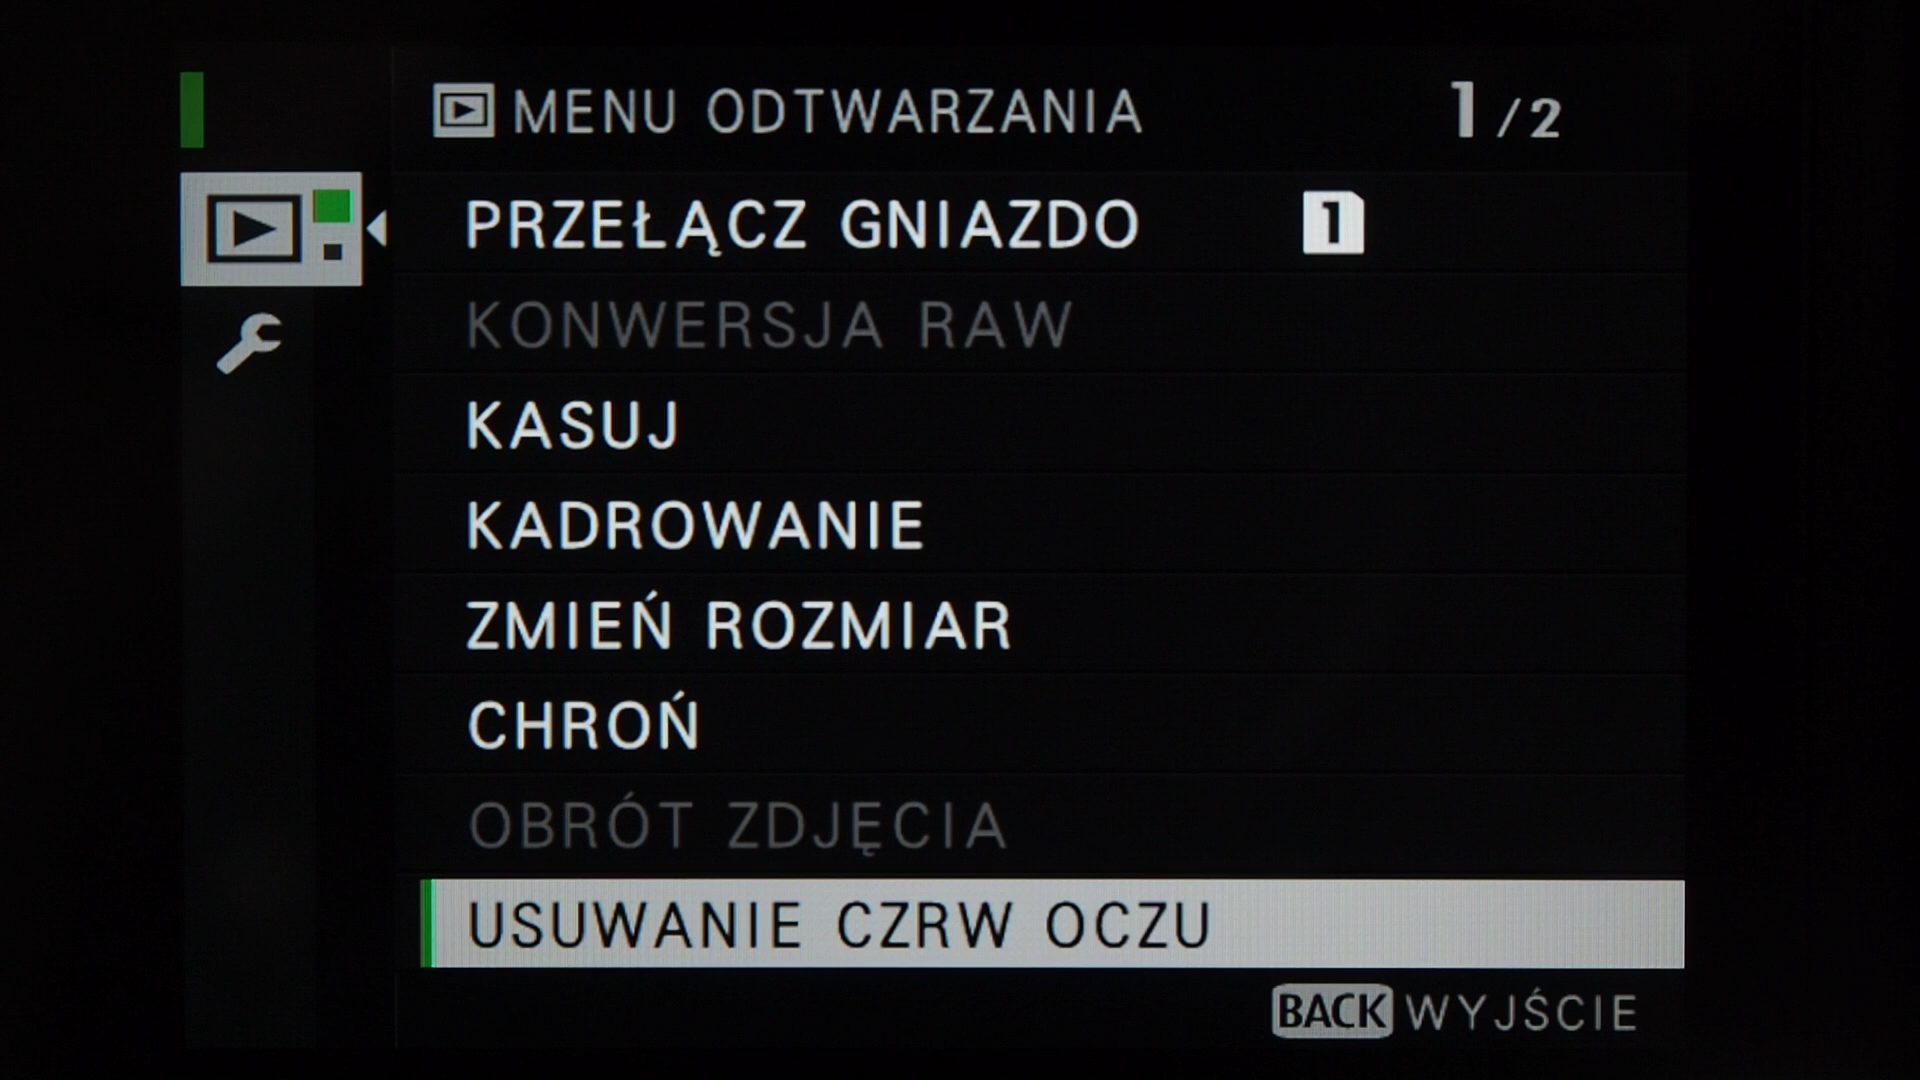 MENU ODTWARZANIA 1/2
PRZEŁĄCZ GNIAZDO 1
KONWERSJA RAW
KASUJ
KADROWANIE
ZMIEŃ ROZMIAR
CHROŃ
OBRÓT ZDJĘCIA
USUWANIE CZRW OCZU
BACK WYJŚCIE